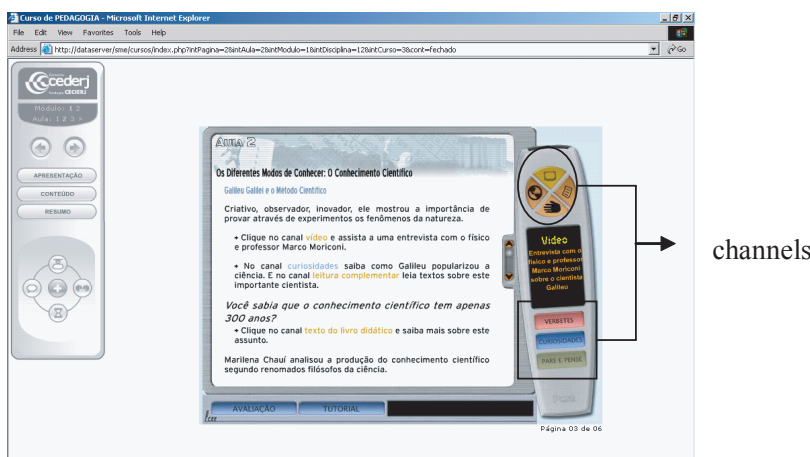 Curso de PEDAGOGIA - Microsoft Internet Explorer
File Edit View Favorites Tools Help
Address http://dataserver/sme/cursos/index.php?intPagina=2&intAula=2&intModulo=1&intDisciplina=12&intCurso=3&cont=fechado Go
cederj
CECIERJ
Módulo: 1 2
Aula: 1 2 3 >
APRESENTAÇÃO
CONTEÚDO
RESUMO
AULA 2
Os Diferentes Modos de Conhecer: O Conhecimento Científico
Galileu Galilei e o Método Científico
Criativo, observador, inovador, ele mostrou a importância de
provar através de experimentos os fenômenos da natureza.
+ Clique no canal vídeo e assista a uma entrevista com o físico
e professor Marco Moriconi.
+ No canal curiosidades saiba como Galileu popularizou a
ciência. E no canal leitura complementar leia textos sobre este
importante cientista.
Você sabia que o conhecimento científico tem apenas
300 anos?
+ Clique no canal texto do livro didático e saiba mais sobre este
assunto.
Marilena Chauí analisou a produção do conhecimento científico
segundo renomados filósofos da ciência.
AVALIAÇÃO TUTORIAL
Video
Entrevista com o
físico e professor
Marco Moriconi
sobre o cientista
Galileu
VERBETES
CURIOSIDADES
PARE E PENSE
Página 03 de 06
channels